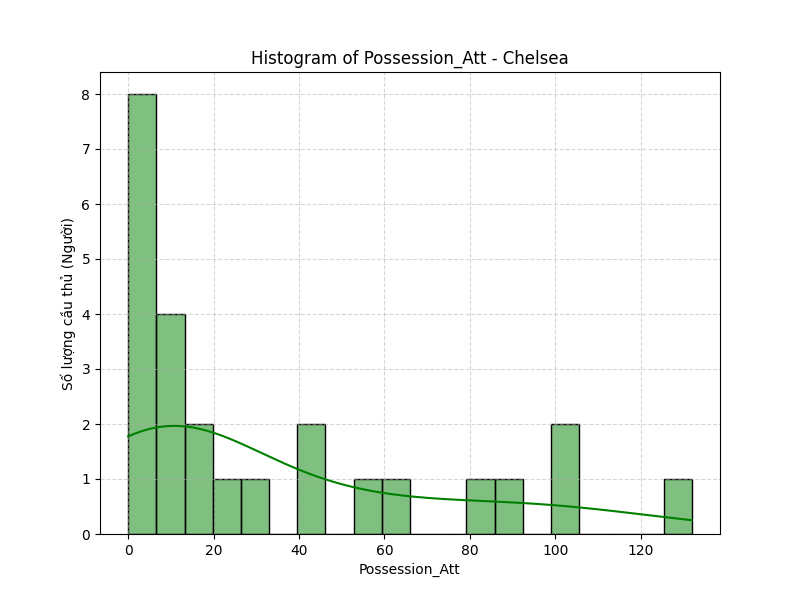 Histogram of Possession_Att - Chelsea
Số lượng cầu thủ (Người)
8
7
6
5
4
3
2
1
0
0 20 40 60 80 100 120
Possession_Att